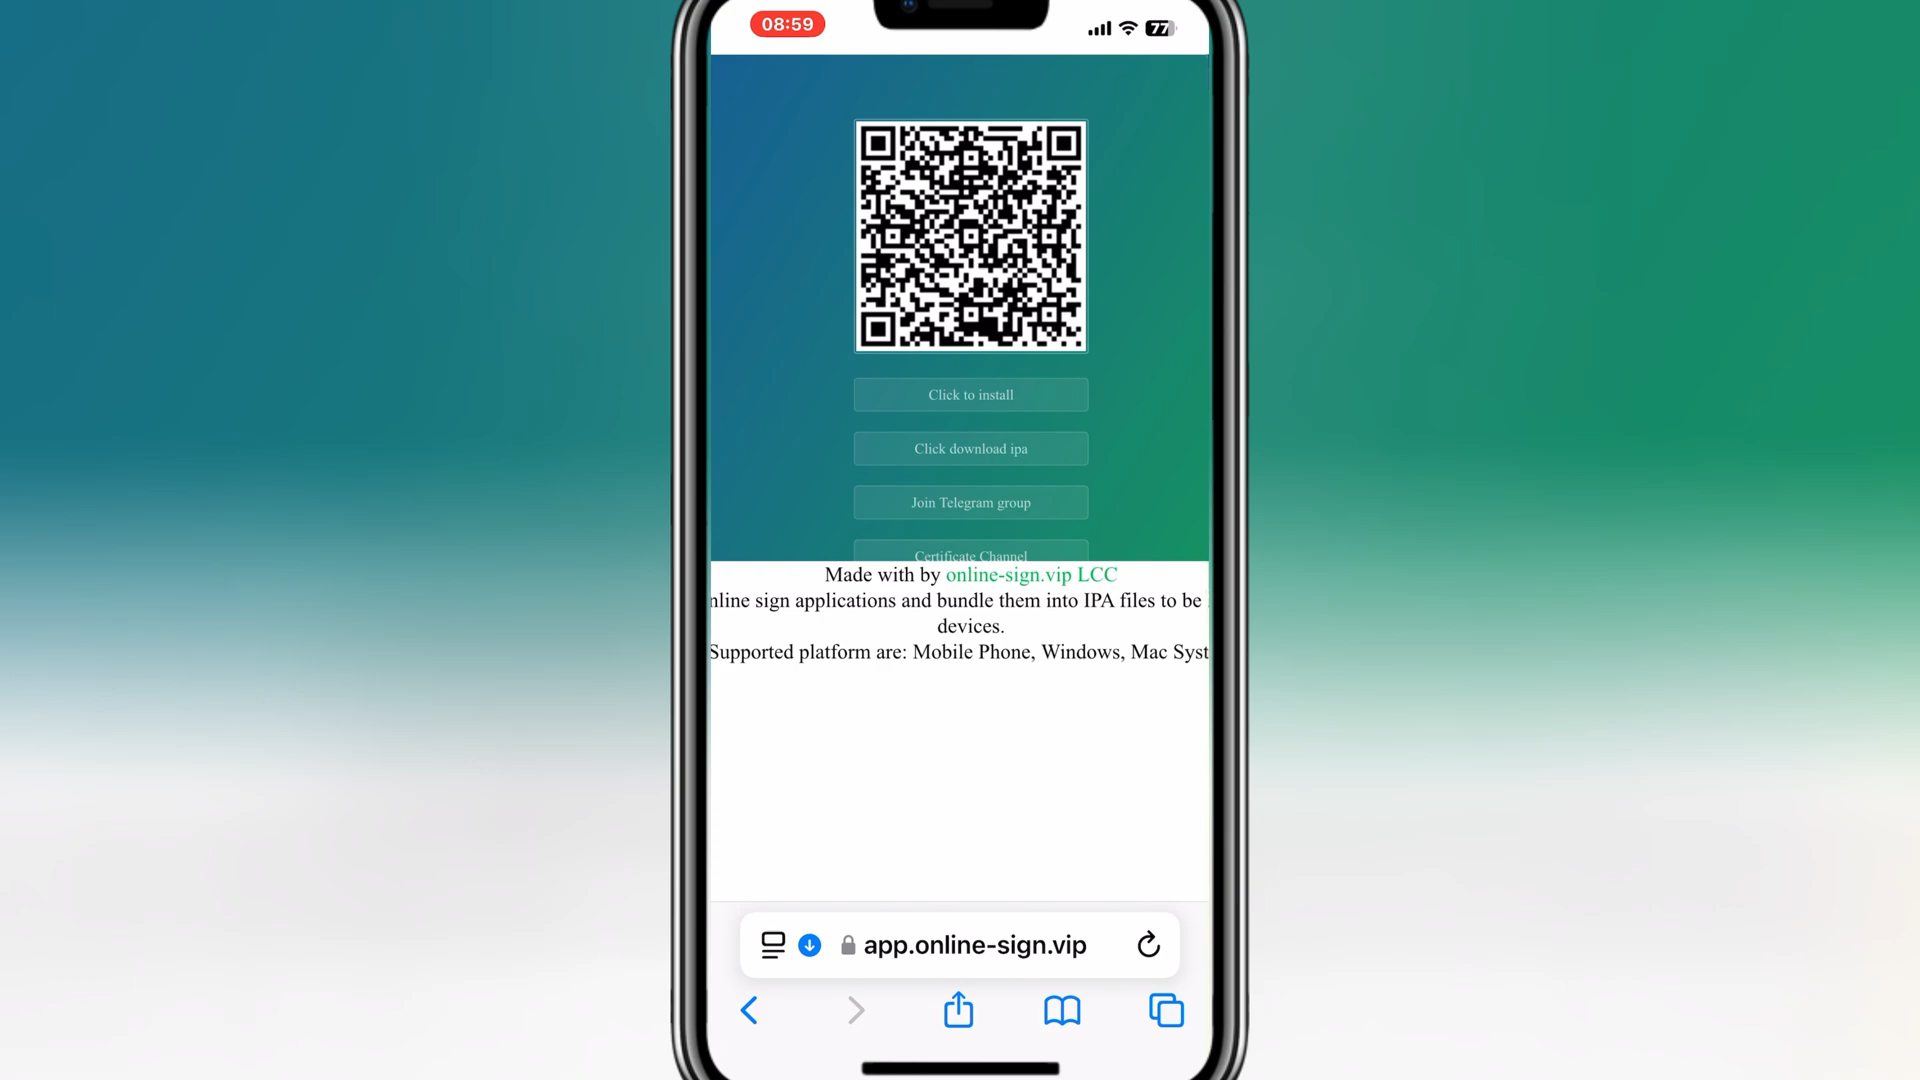 08:59
77
Click to install
Click download ipa
Join Telegram group
Certificate Channel
Made with by online-sign.vip LCC
nline sign applications and bundle them into IPA files to be
devices.
Supported platform are: Mobile Phone, Windows, Mac Syst
app.online-sign.vip